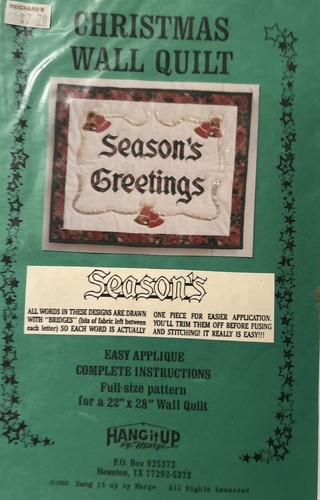 REICHARD'S
CHRISTMAS
WALL QUILT
Season's
Greetings
Season's
ALL WORDS IN THESE DESIGNS ARE DRAWN
WITH "BRIDGES" (bits of fabric left between
each letter) SO EACH WORD IS ACTUALLY
ONE PIECE FOR EASIER APPLICATION.
YOU'LL TRIM THEM OFF BEFORE FUSING
AND STITCHING! IT REALLY IS EASY!!!
EASY APPLIQUE
COMPLETE INSTRUCTIONS
Full-size pattern
for a 22" x 28" Wall Quilt
HANG it UP
by Marge
P.O. Box 925372
Houston, TX 77292-5372
Hang it up by Marge All Rights Reserved